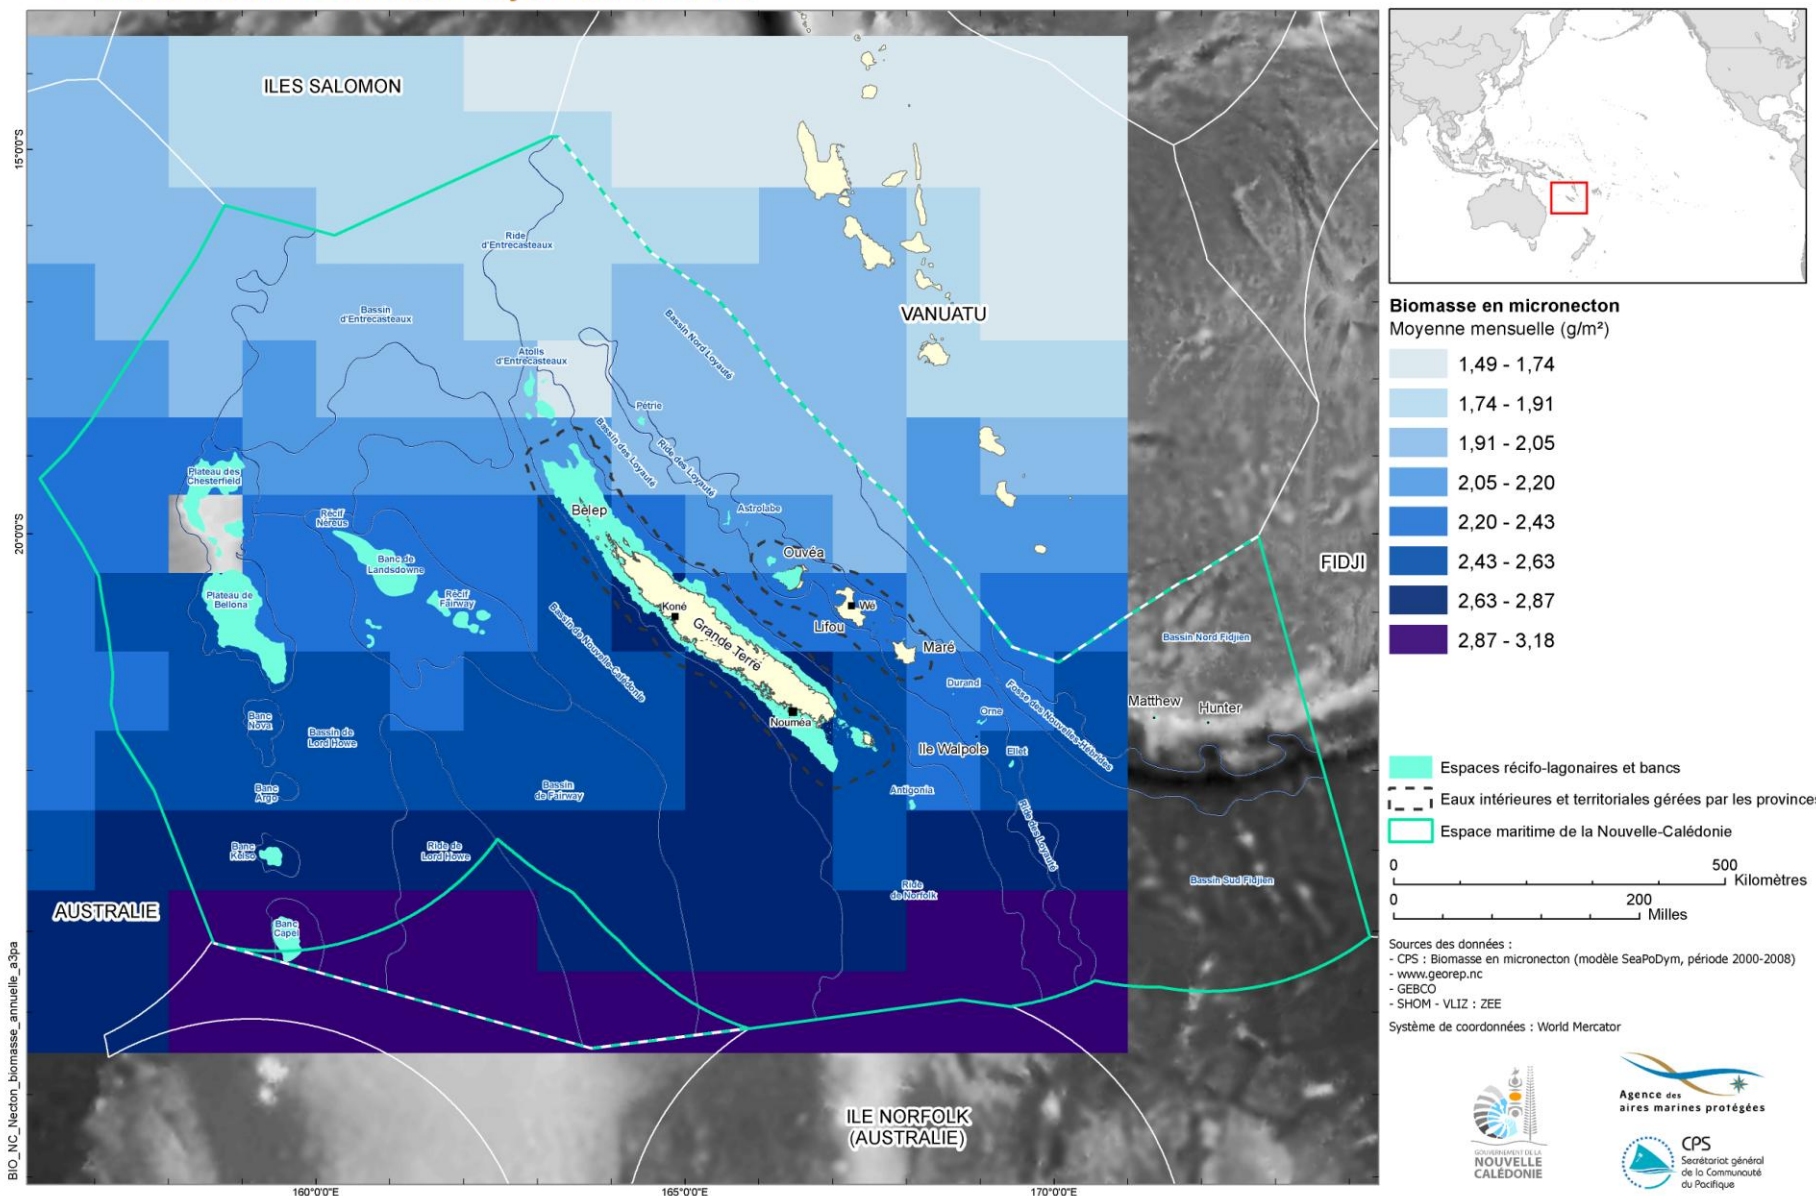 ILES SALOMON
15°0'0"S
Ride
d'Entrecasteaux
Bassin
d'Entrecasteaux
VANUATU
Bassin Nord Loyauté
Atolls
d'Entrecasteaux
Pétrie
Bassin des Loyauté
Ride des Loyauté
Plateau des
Chesterfield
Récif
Néreus
Bélep
Astrolabe
20°0'0"S
Ouvéa
FIDJI
Banc de
Landsdowne
Plateau de
Bellona
Récif
Fairway
Koné
Wé
Lifou
Grande Terre
Bassin de Nouvelle-Calédonie
Maré
Bassin Nord Fidjien
Durand
Fosse des Nouvelles-Hébrides
Matthew
Hunter
Orne
Banc
Nova
Nouméa
Bassin de
Lord Howe
Ile Walpole
Ellet
Banc
Argo
Bassin
de Fairway
Antigonia
Ride des Loyauté
Banc
Kelso
Ride de
Lord Howe
Ride
de Norfolk
Bassin Sud Fidjien
AUSTRALIE
Banc
Capel
ILE NORFOLK
(AUSTRALIE)
BIO_NC_Necton_biomasse_annuelle_a3pa
160°0'0"E
165°0'0"E
170°0'0"E
Biomasse en micronecton
Moyenne mensuelle (g/m²)
1,49 - 1,74
1,74 - 1,91
1,91 - 2,05
2,05 - 2,20
2,20 - 2,43
2,43 - 2,63
2,63 - 2,87
2,87 - 3,18
Espaces récifo-lagonaires et bancs
Eaux intérieures et territoriales gérées par les provinces
Espace maritime de la Nouvelle-Calédonie
0 500
Kilomètres
0 200
Milles
Sources des données :
- CPS : Biomasse en micronecton (modèle SeaPoDym, période 2000-2008)
- www.georep.nc
- GEBCO
- SHOM - VLIZ : ZEE
Système de coordonnées : World Mercator
GOUVERNEMENT DE LA
NOUVELLE
CALÉDONIE
Agence des
aires marines protégées
CPS
Secrétariat général
de la Communauté
du Pacifique